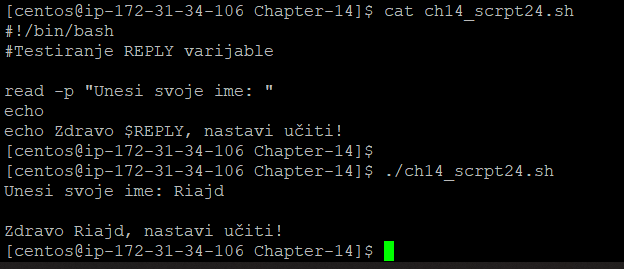 [centos@ip-172-31-34-106 Chapter-14]$ cat ch14_scrpt24.sh
#!/bin/bash
#Testiranje REPLY varijable

read -p "Unesi svoje ime: "
echo
echo Zdravo $REPLY, nastavi učiti!
[centos@ip-172-31-34-106 Chapter-14]$
[centos@ip-172-31-34-106 Chapter-14]$ ./ch14_scrpt24.sh
Unesi svoje ime: Riajd

Zdravo Riajd, nastavi učiti!
[centos@ip-172-31-34-106 Chapter-14]$